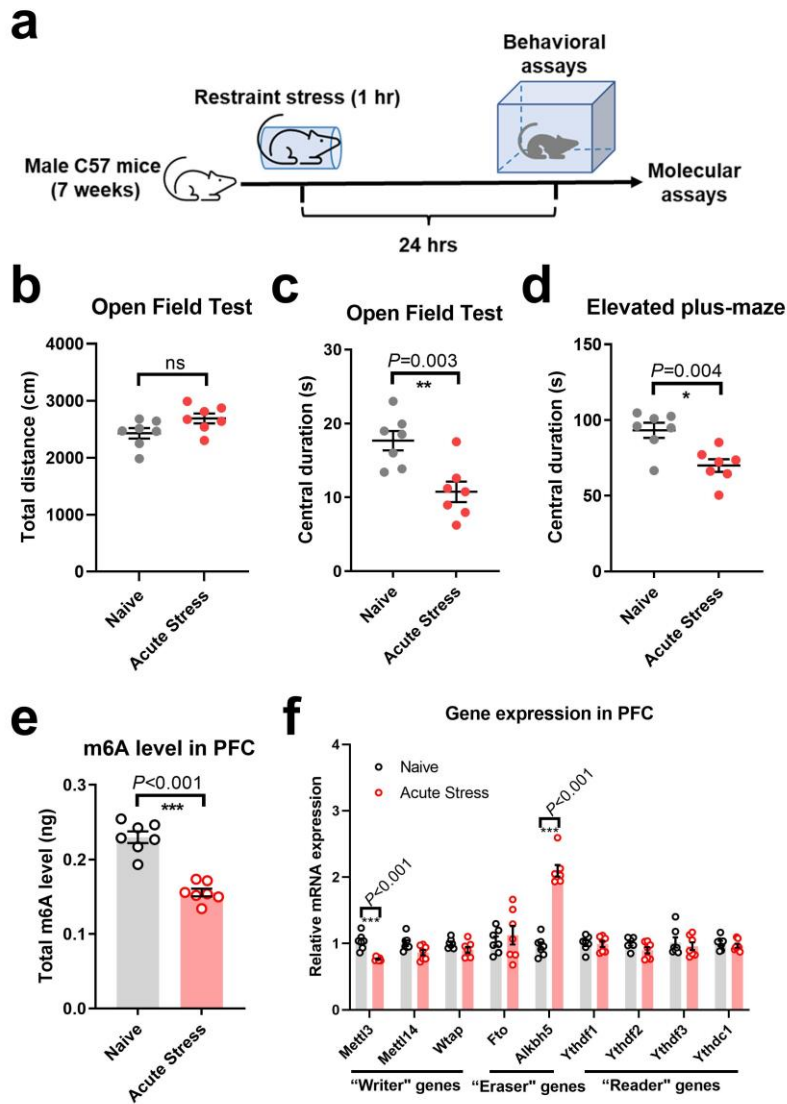 a
Behavioral
assays
Restraint stress (1 hr)
Male C57 mice
(7 weeks)
Molecular
assays
24 hrs
b
Open Field Test
Total distance (cm)
4000
3000
2000
1000
0
ns
Naive
Acute Stress
c
Open Field Test
Central duration (s)
30
20
10
0
P=0.003
**
Naive
Acute Stress
d
Elevated plus-maze
Central duration (s)
150
100
50
0
P=0.004
*
Naive
Acute Stress
e
m6A level in PFC
Total m6A level (ng)
0.3
0.2
0.1
0.0
P<0.001
***
Naive
Acute Stress
f
Gene expression in PFC
Relative mRNA expression
4
3
2
1
0
Naive
Acute Stress
P<0.001
***
P<0.001
***
Mettl3
Mettl14
Wtap
Fto
Alkbh5
Ythdf1
Ythdf2
Ythdf3
Ythdc1
“Writer" genes
“Eraser" genes
“Reader" genes